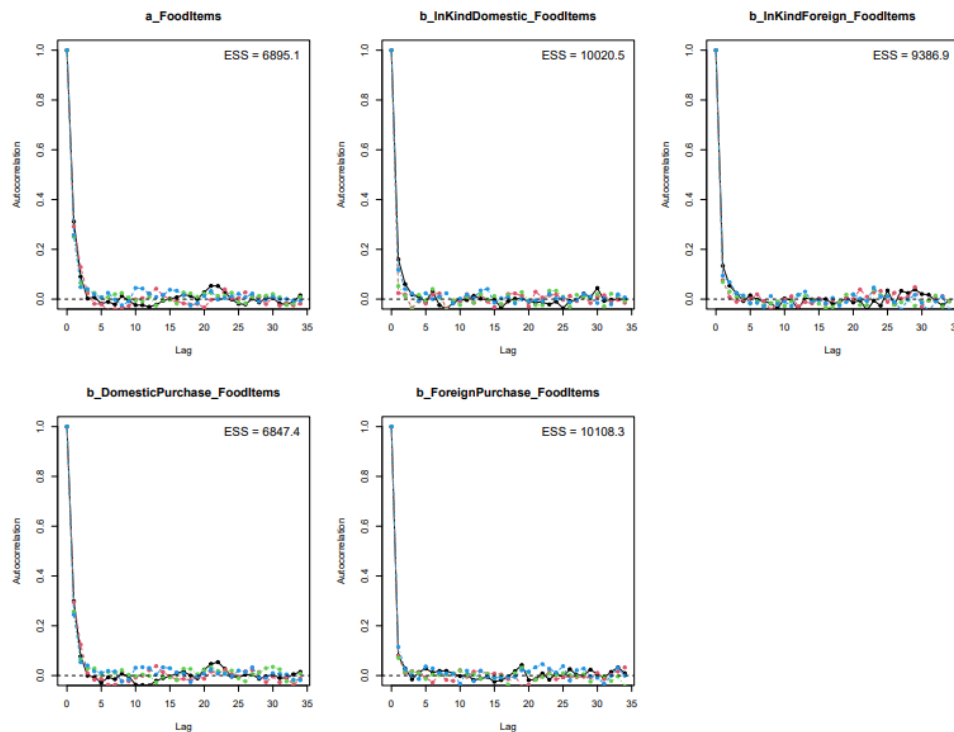 a_FoodItems
ESS = 6895.1
Autocorrelation
1.0
0.8
0.6
0.4
0.2
0.0
0 5 10 15 20 25 30 35
Lag
b_InKindDomestic_FoodItems
ESS = 10020.5
Autocorrelation
1.0
0.8
0.6
0.4
0.2
0.0
0 5 10 15 20 25 30 35
Lag
b_InKindForeign_FoodItems
ESS = 9386.9
Autocorrelation
1.0
0.8
0.6
0.4
0.2
0.0
0 5 10 15 20 25 30
Lag
b_DomesticPurchase_FoodItems
ESS = 6847.4
Autocorrelation
1.0
0.8
0.6
0.4
0.2
0.0
0 5 10 15 20 25 30 35
Lag
b_ForeignPurchase_FoodItems
ESS = 10108.3
Autocorrelation
1.0
0.8
0.6
0.4
0.2
0.0
0 5 10 15 20 25 30 35
Lag